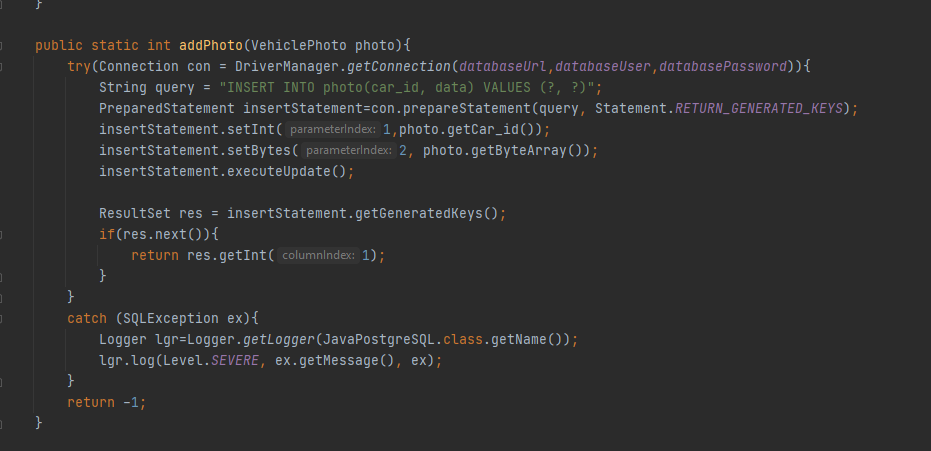 }
public static int addPhoto(VehiclePhoto photo){
try(Connection con = DriverManager.getConnection(databaseUrl,databaseUser,databasePassword)){
String query = "INSERT INTO photo(car_id, data) VALUES (?, ?)";
PreparedStatement insertStatement=con.prepareStatement(query, Statement.RETURN_GENERATED_KEYS);
insertStatement.setInt( parameterIndex: 1,photo.getCar_id());
insertStatement.setBytes( parameterIndex: 2, photo.getByteArray());
insertStatement.executeUpdate();
ResultSet res = insertStatement.getGeneratedKeys();
if(res.next()){
return res.getInt( columnIndex: 1);
}
}
catch (SQLException ex){
Logger lgr=Logger.getLogger(JavaPostgreSQL.class.getName());
lgr.log(Level.SEVERE, ex.getMessage(), ex);
}
return -1;
}